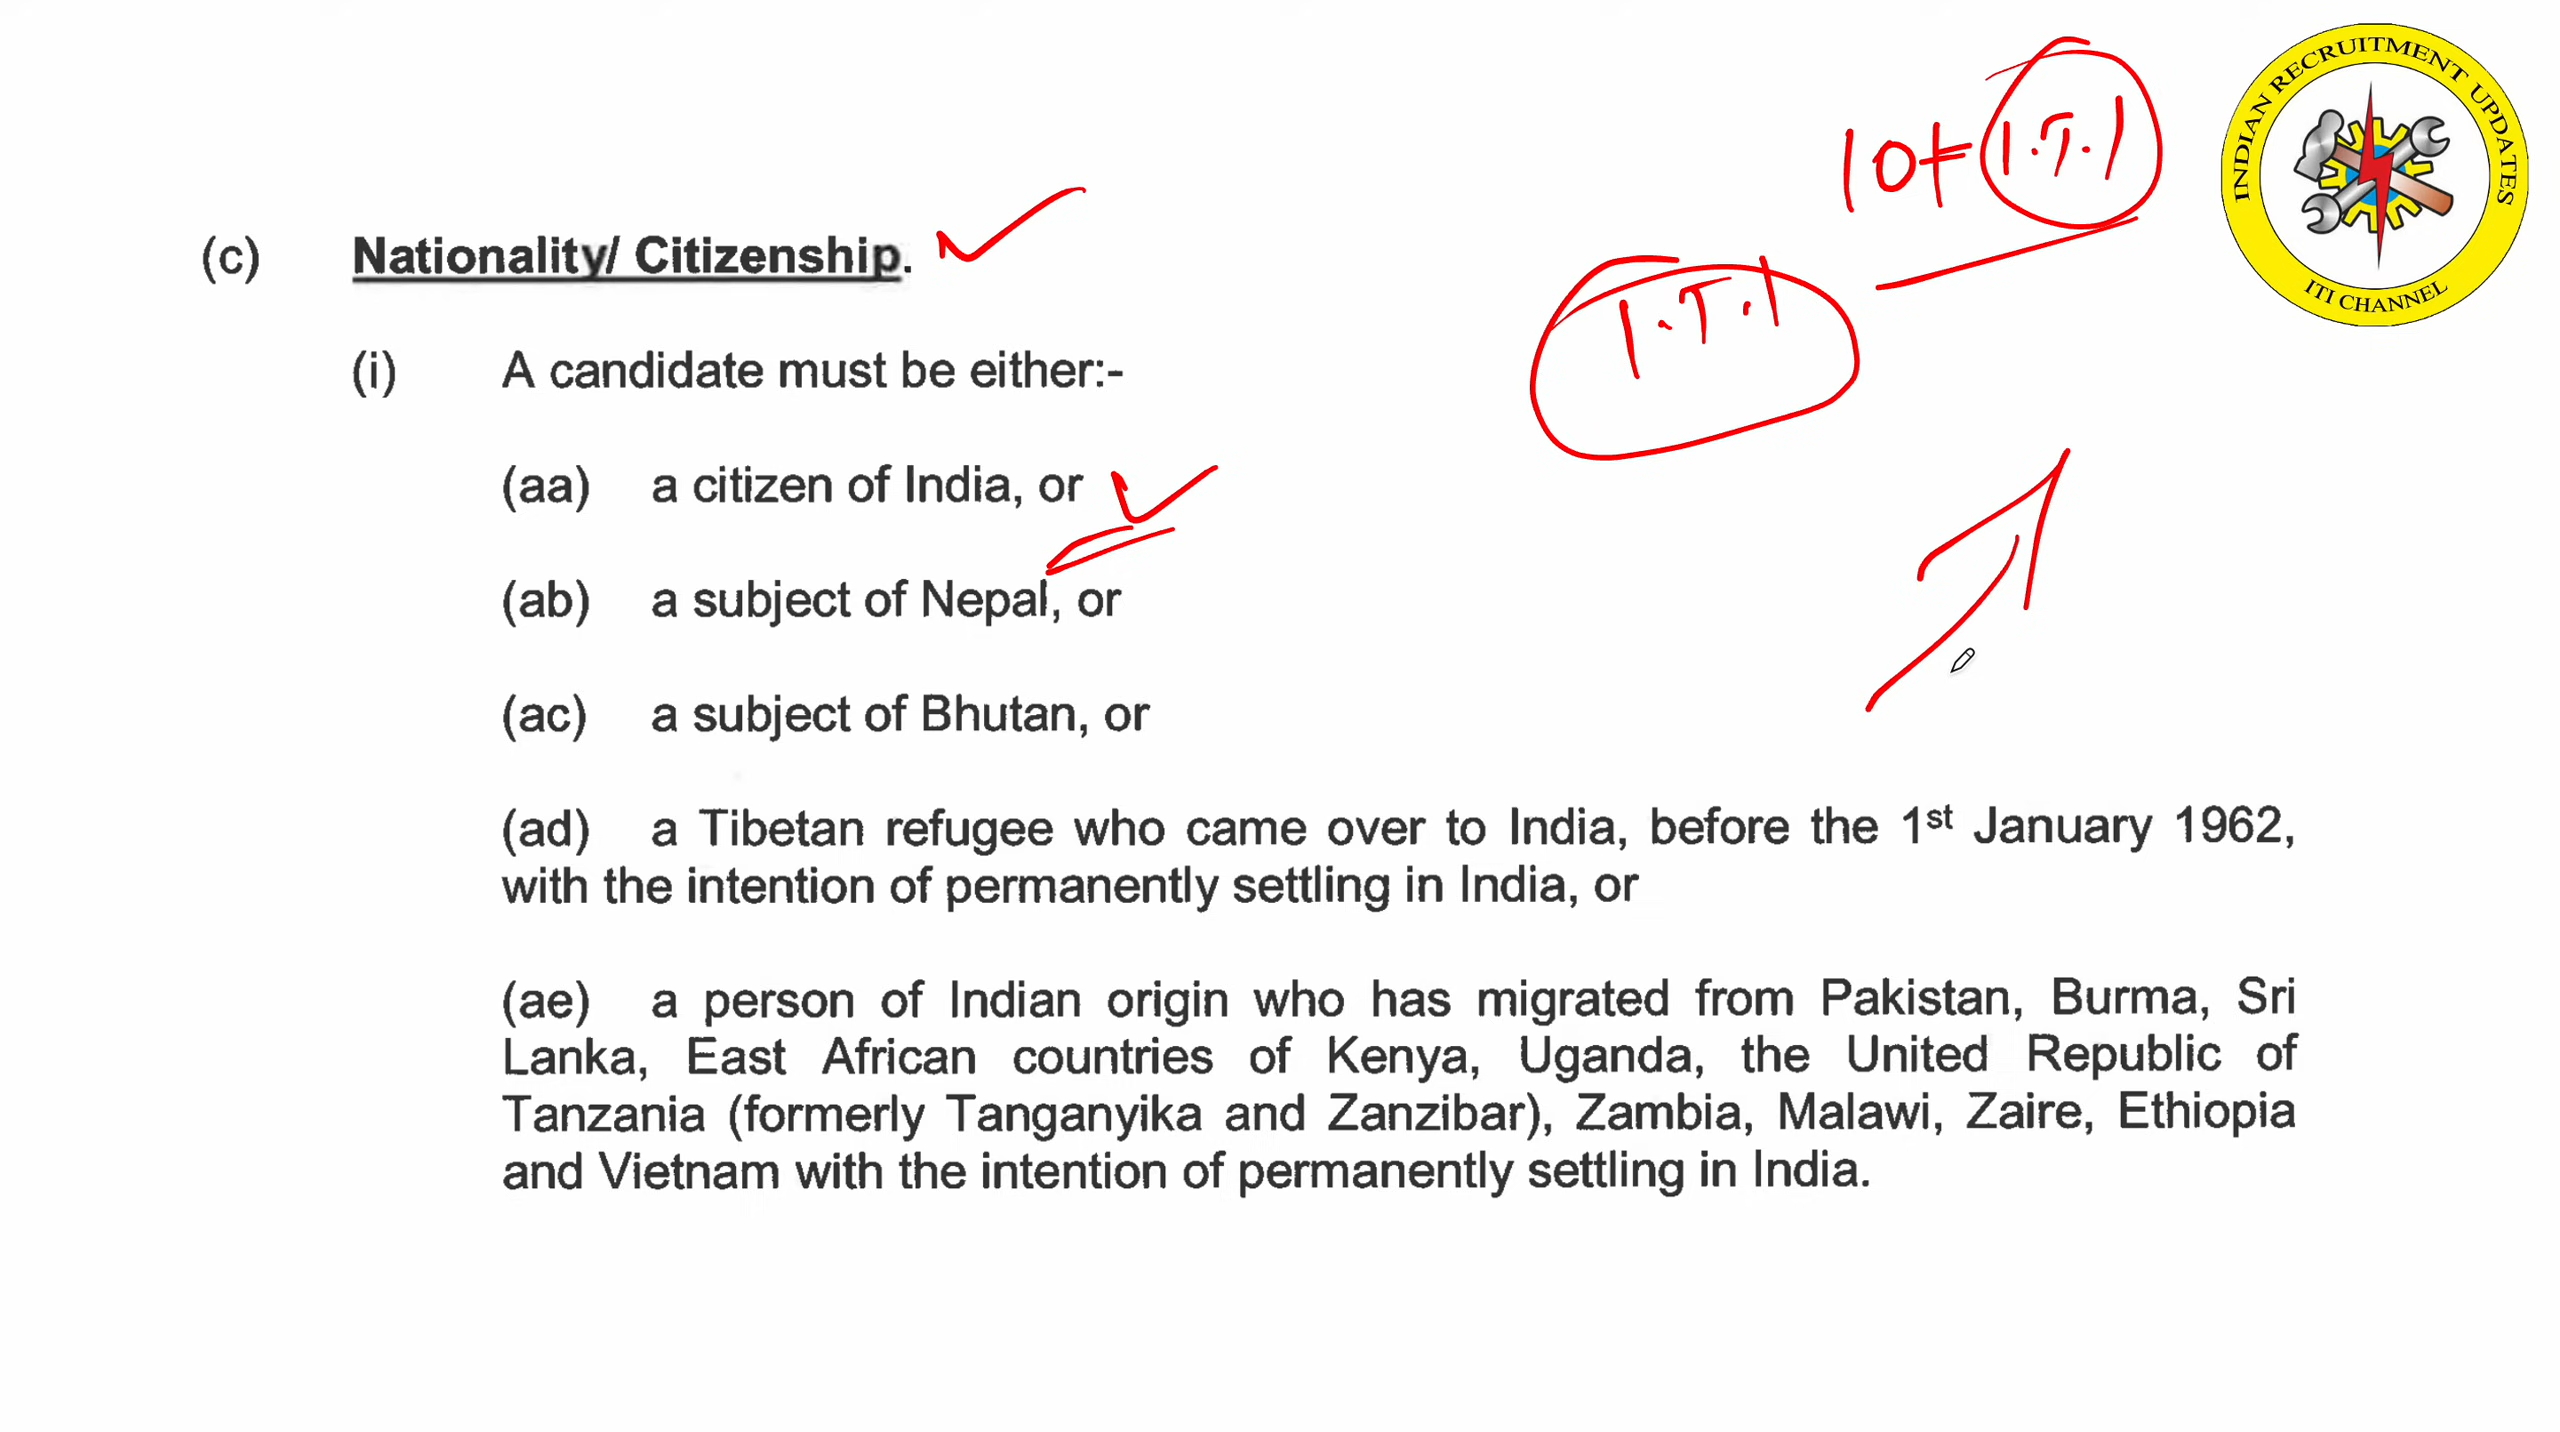 10+ I.T.I
INDIAN RECRUITMENT UPDATES
ITI CHANNEL
(c) Nationality/ Citizenship.
I.T.I
(i) A candidate must be either:-
(aa) a citizen of India, or
(ab) a subject of Nepal, or
(ac) a subject of Bhutan, or
(ad) a Tibetan refugee who came over to India, before the 1st January 1962,
with the intention of permanently settling in India, or
(ae) a person of Indian origin who has migrated from Pakistan, Burma, Sri
Lanka, East African countries of Kenya, Uganda, the United Republic of
Tanzania (formerly Tanganyika and Zanzibar), Zambia, Malawi, Zaire, Ethiopia
and Vietnam with the intention of permanently settling in India.